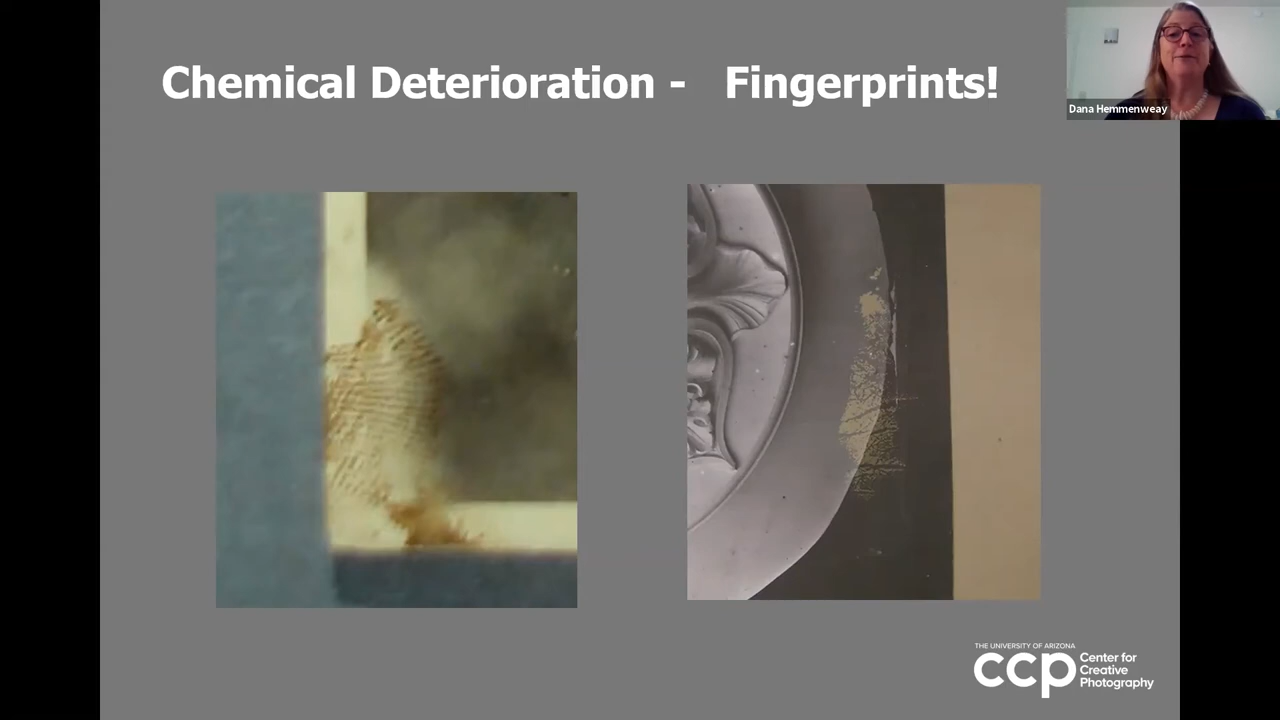 Chemical Deterioration - Fingerprints!
Dana Hemmenweay
THE UNIVERSITY OF ARIZONA
ccp
Center for
Creative
Photography